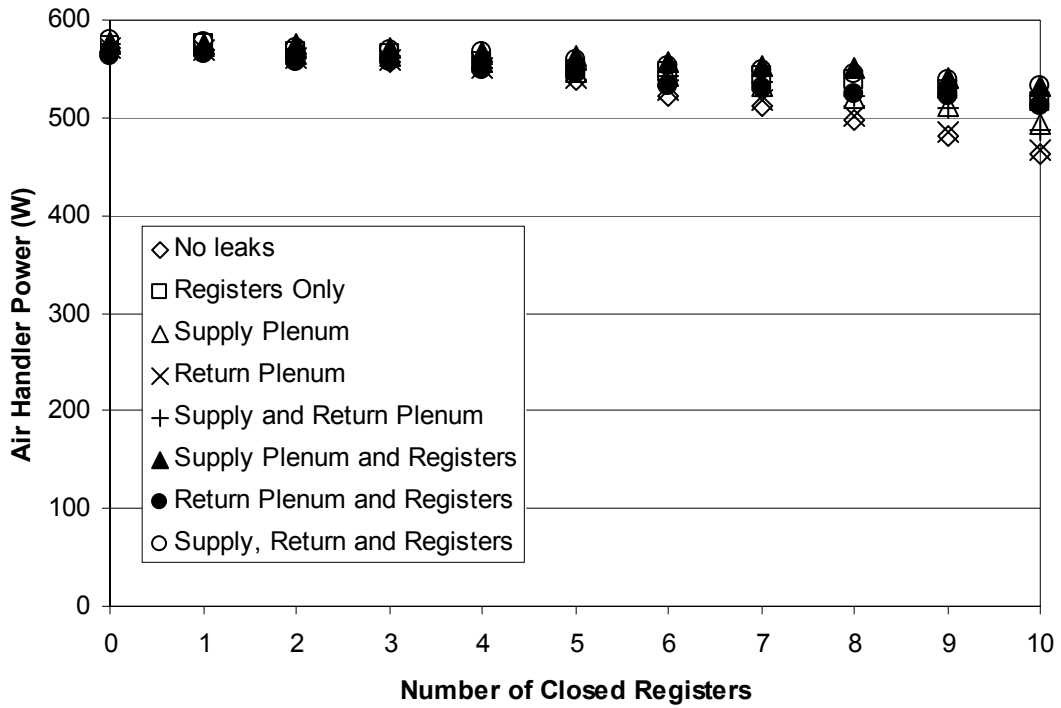 600
500
400
300
200
100
0
Air Handler Power (W)
No leaks
Registers Only
Supply Plenum
Return Plenum
Supply and Return Plenum
Supply Plenum and Registers
Return Plenum and Registers
Supply, Return and Registers
0 1 2 3 4 5 6 7 8 9 10
Number of Closed Registers